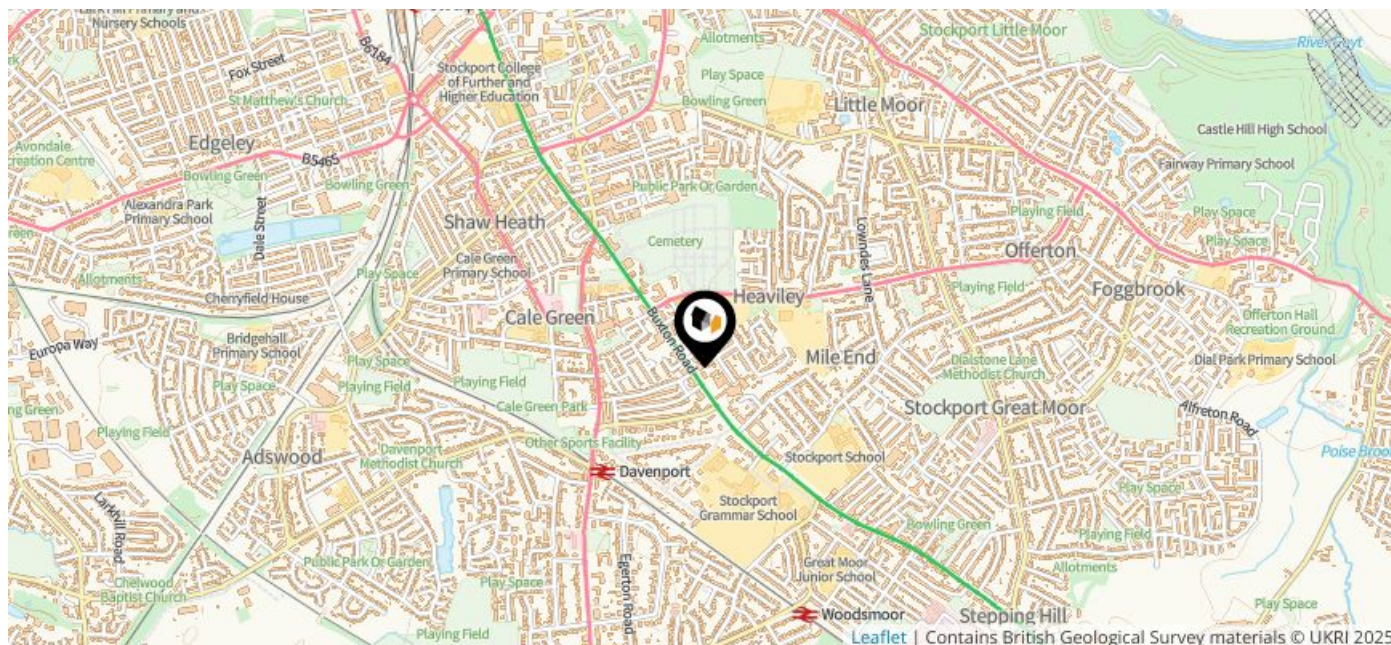 Larkhill Primary and
Nursery Schools
B6184
Fox Street
St Matthew's Church
Stockport College
of Further and
Higher Education
Allotments
Play Space
Bowling Green
Stockport Little Moor
Little Moor
River Goyt
Castle Hill High School
Fairway Primary School
Edgeley
B5465
Avondale
creation Centre
Bowling Green
Bowling Green
Alexandra Park
Primary School
Dale Street
Public Park Or Garden
Shaw Heath
Cemetery
Lowndes Lane
Playing Field
Play Space
Offerton
Cale Green
Primary School
Play Space
Allotments
Cherryfield House
Heaviley
Playing Field
Foggbrook
Cale Green
Buxton Road
Offerton Hall
Recreation Ground
Bridgehall
Primary School
Europa Way
Play Space
Mile End
Dialstone Lane
Methodist Church
Dial Park Primary School
Play Space
Playing Field
Playing Field
Cale Green Park
Stockport Great Moor
Alfreton Road
Playing Field
Other Sports Facility
Davenport
Methodist Church
Adswood
Stockport School
Poise Brook
Davenport
Play Space
Larkhill Road
Stockport
Grammar School
Bowling Green
Playing Field
Public Park Or Garden
Egerton Road
Great Moor
Junior School
Allotments
Chelwood
Baptist Church
Play Space
Play Space
Woodsmoor
Stepping Hill
Playing Field
Leaflet | Contains British Geological Survey materials © UKRI 2025